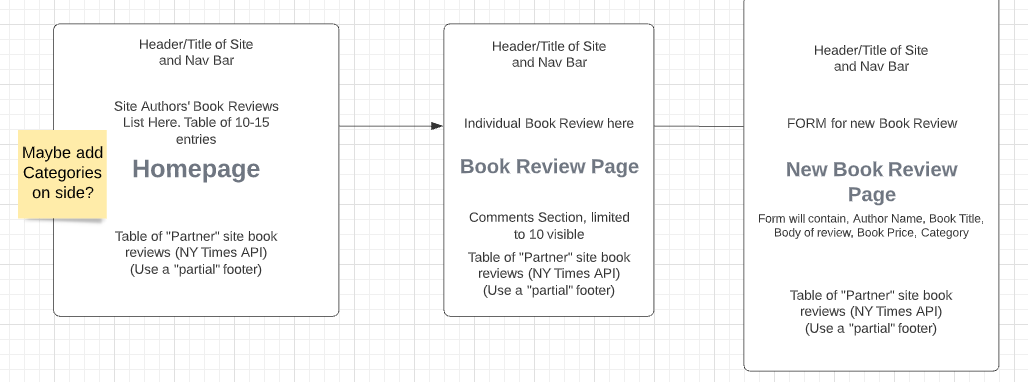 Maybe add
Categories
on side?
Header/Title of Site
and Nav Bar
Site Authors' Book Reviews
List Here. Table of 10-15
entries
Homepage
Table of "Partner" site book
reviews (NY Times API)
(Use a "partial" footer)
Header/Title of Site
and Nav Bar
Individual Book Review here
Book Review Page
Comments Section, limited
to 10 visible
Table of "Partner" site book
reviews (NY Times API)
(Use a "partial" footer)
Header/Title of Site
and Nav Bar
FORM for new Book Review
New Book Review
Page
Form will contain, Author Name, Book Title,
Body of review, Book Price, Category
Table of "Partner" site book
reviews (NY Times API)
(Use a "partial" footer)